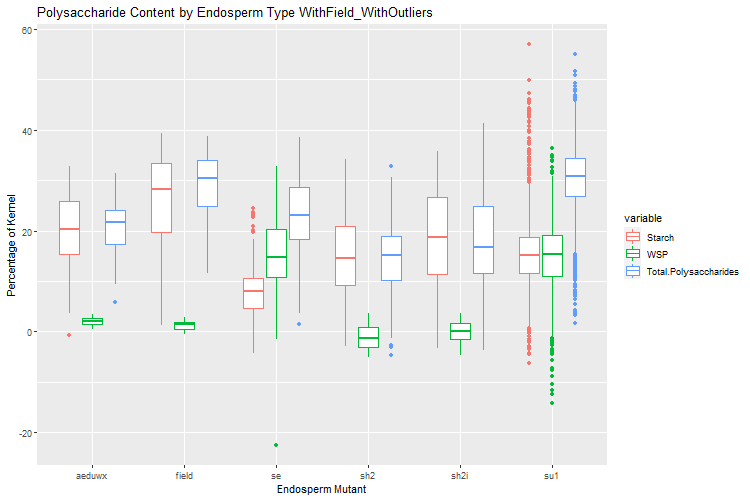 Polysaccharide Content by Endosperm Type WithField_WithOutliers
60
40
20
0
-20
Percentage of Kernel
aeduwx field se sh2 sh2i su1
Endosperm Mutant
variable
Starch
WSP
Total.Polysaccharides